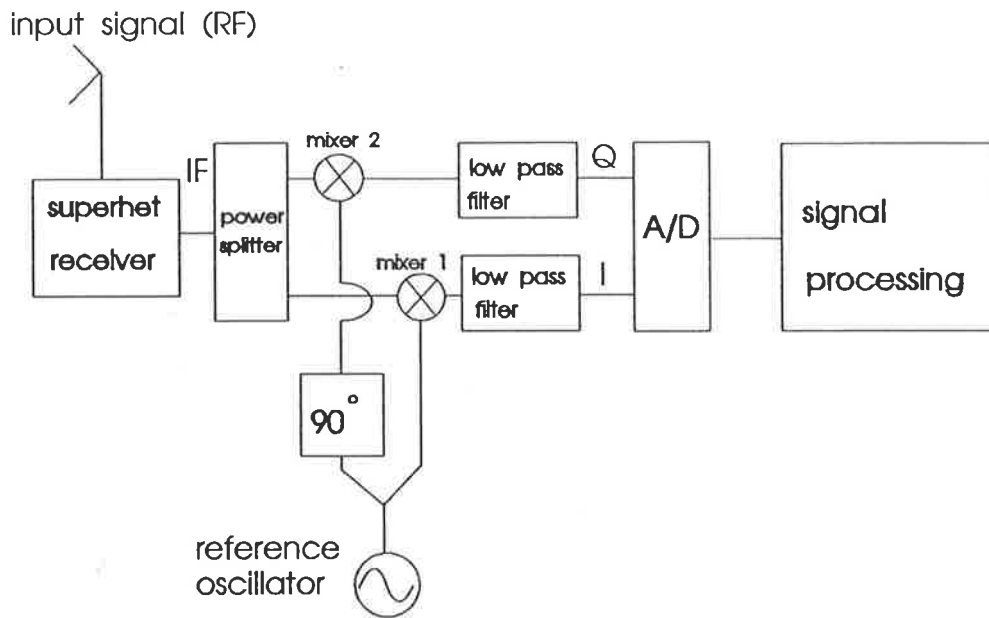 input signal (RF)
mixer 2
IF
low pass
filter
Q
superhet
receiver
power
splitter
A/D
signal
processing
mixer 1
low pass
filter
I
90°
reference
oscillator